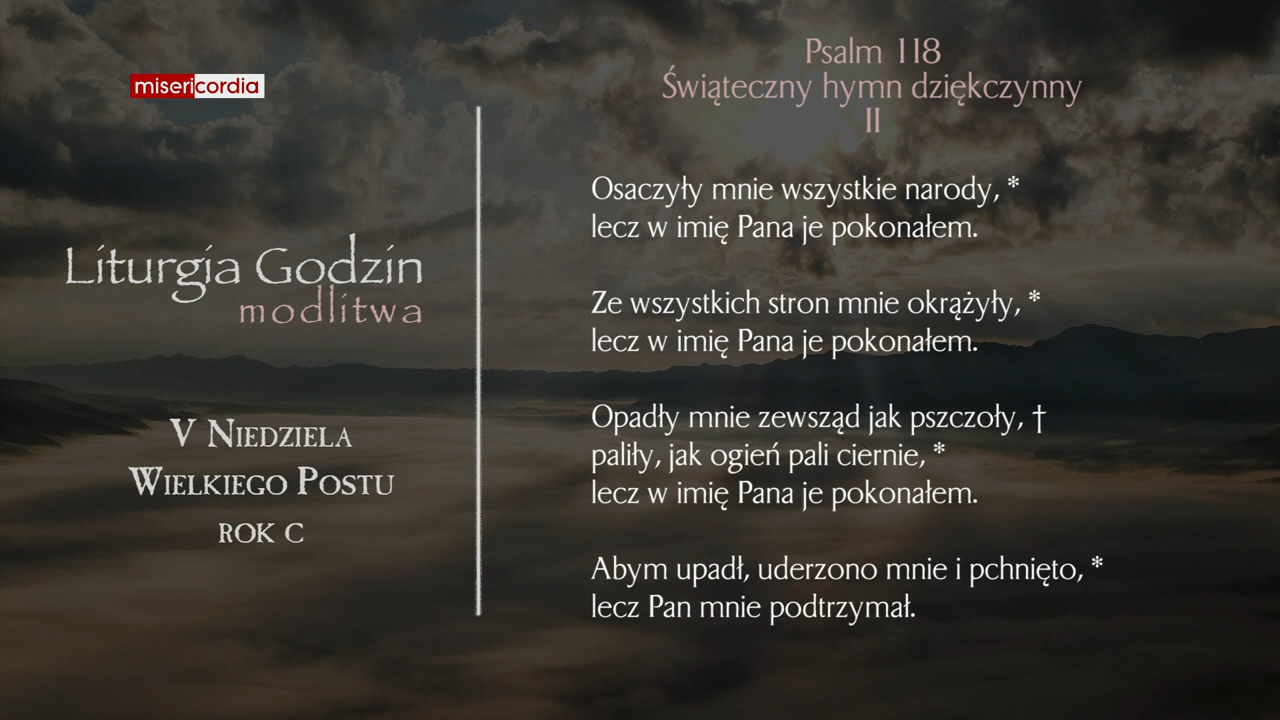 misericordia
Liturgia Godzin
modlitwa
V Niedziela
Wielkiego Postu
rok C
Psalm 118
Świąteczny hymn dziękczynny
II
Osaczyły mnie wszystkie narody, *
lecz w imię Pana je pokonałem.
Ze wszystkich stron mnie okrążyły, *
lecz w imię Pana je pokonałem.
Opadły mnie zewsząd jak pszczoły, †
paliły, jak ogień pali ciernie, *
lecz w imię Pana je pokonałem.
Abym upadł, uderzono mnie i pchnięto, *
lecz Pan mnie podtrzymał.